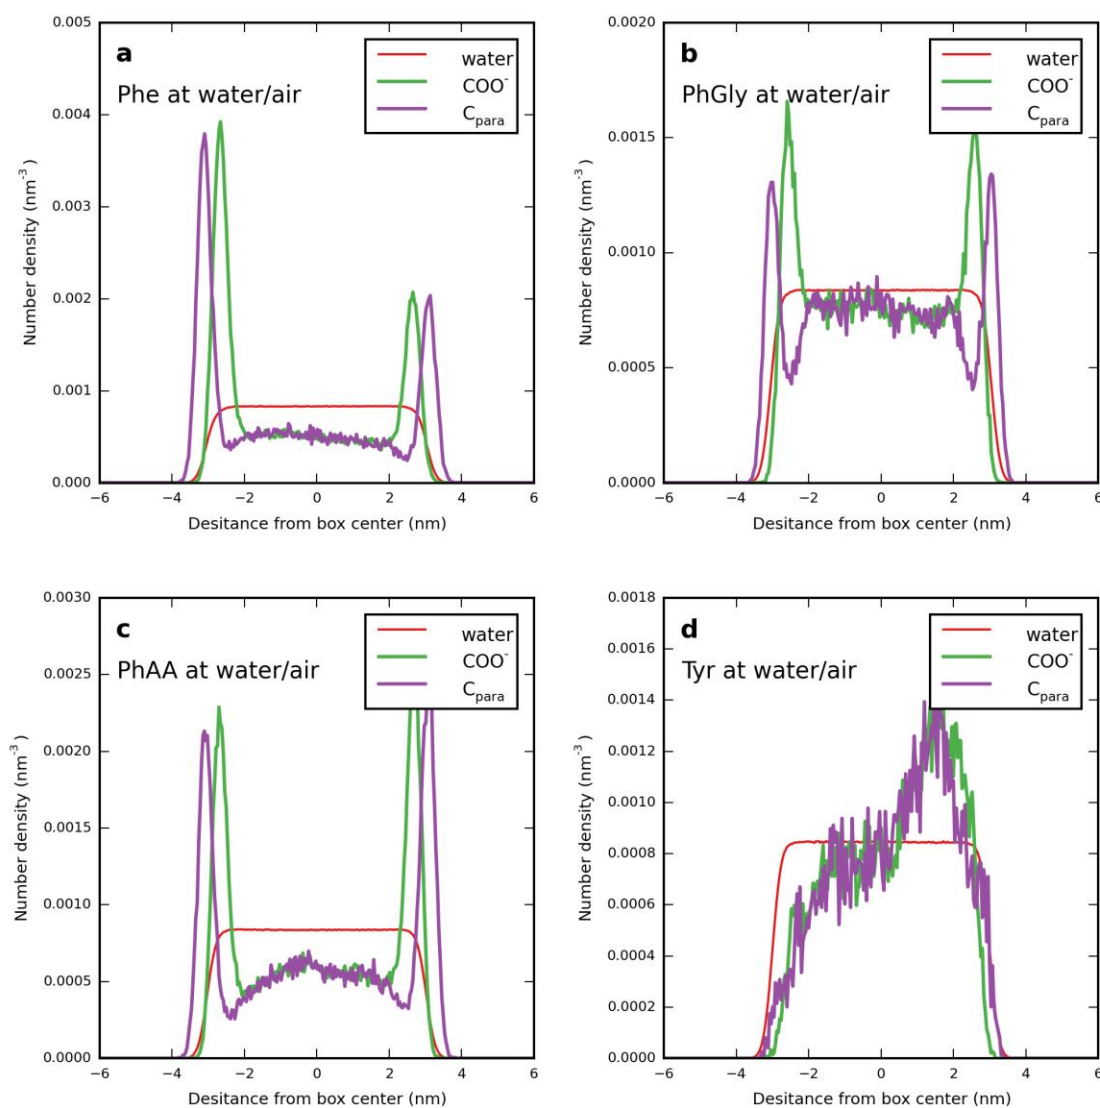 a
Phe at water/air
water
COO⁻
C_para
Number density (nm⁻³)
0.005
0.004
0.003
0.002
0.001
0.000
−6 −4 −2 0 2 4 6
Desitance from box center (nm)
b
PhGly at water/air
water
COO⁻
C_para
Number density (nm⁻³)
0.0020
0.0015
0.0010
0.0005
0.0000
−6 −4 −2 0 2 4 6
Desitance from box center (nm)
c
PhAA at water/air
water
COO⁻
C_para
Number density (nm⁻³)
0.0030
0.0025
0.0020
0.0015
0.0010
0.0005
0.0000
−6 −4 −2 0 2 4 6
Desitance from box center (nm)
d
Tyr at water/air
water
COO⁻
C_para
Number density (nm⁻³)
0.0018
0.0016
0.0014
0.0012
0.0010
0.0008
0.0006
0.0004
0.0002
0.0000
−6 −4 −2 0 2 4 6
Desitance from box center (nm)